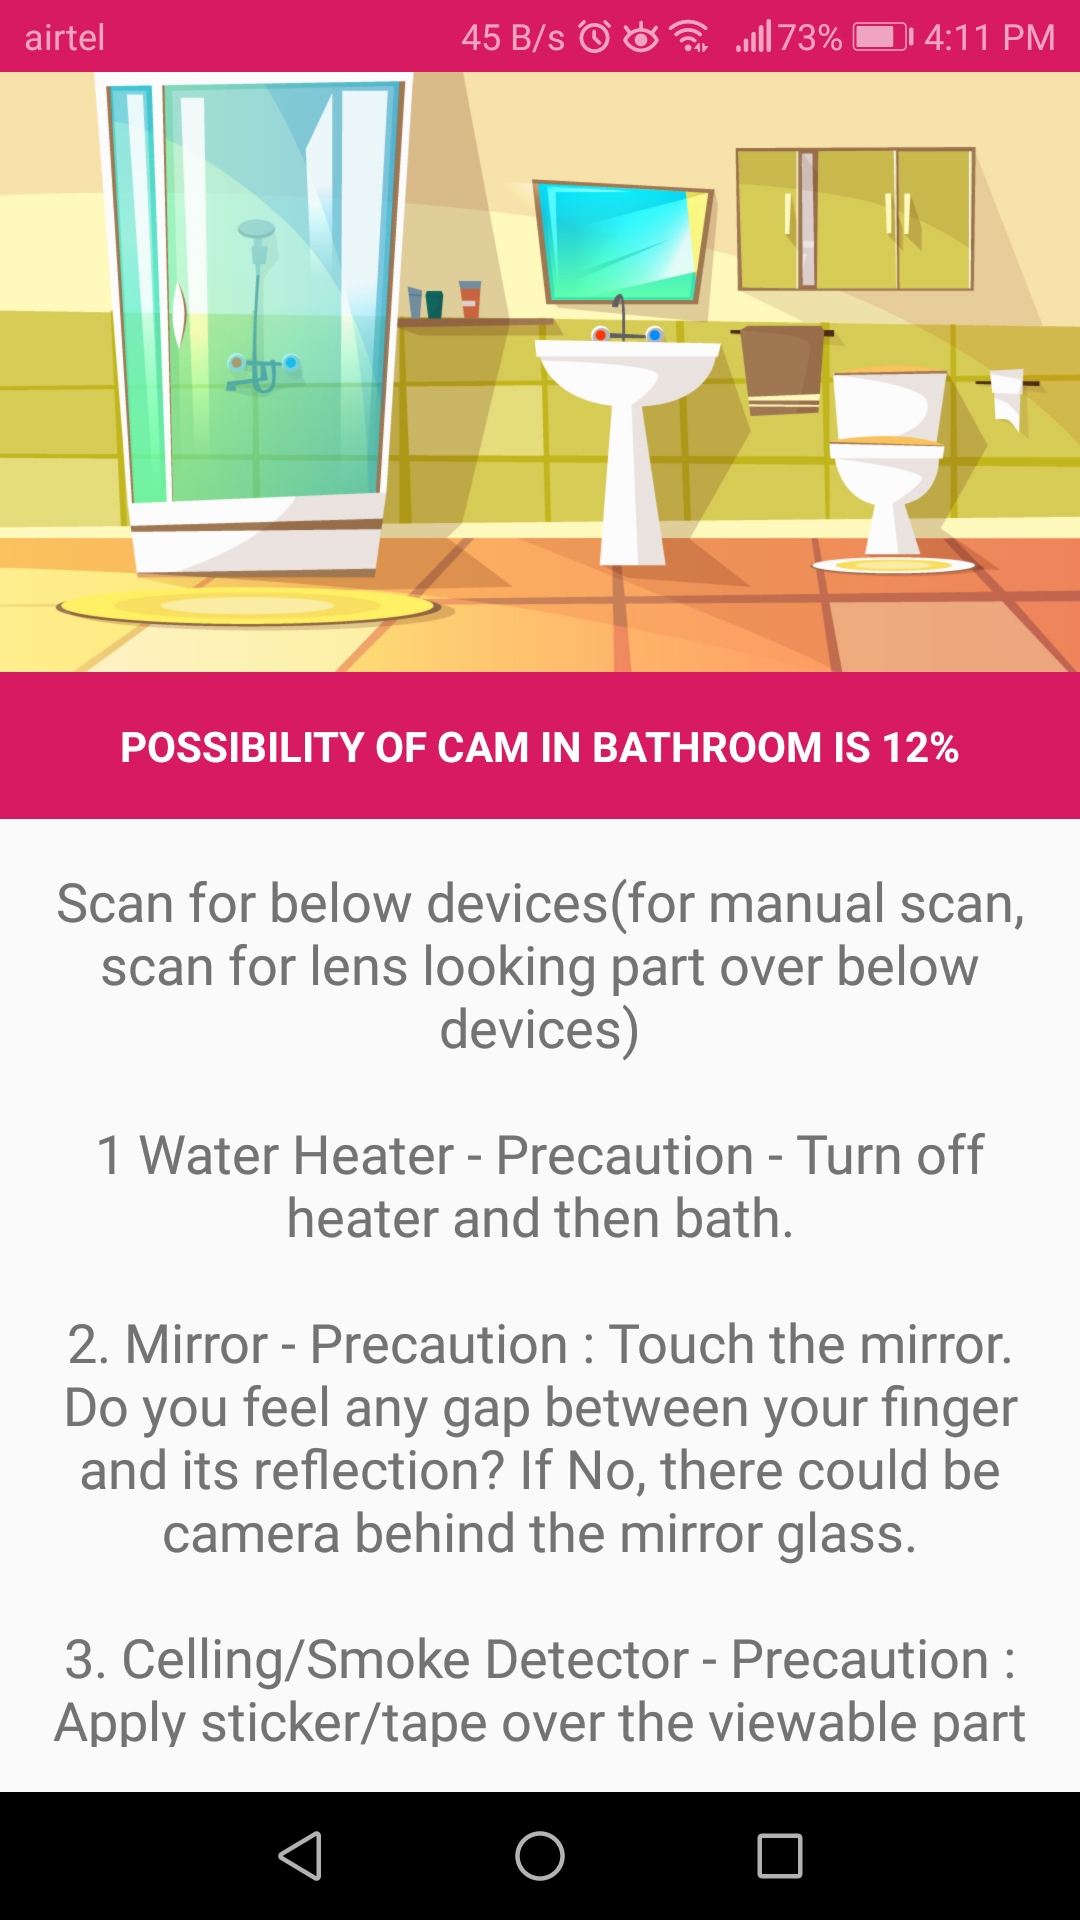 airtel 45 B/s 73% 4:11 PM
POSSIBILITY OF CAM IN BATHROOM IS 12%
Scan for below devices(for manual scan,
scan for lens looking part over below
devices)
1 Water Heater - Precaution - Turn off
heater and then bath.
2. Mirror - Precaution : Touch the mirror.
Do you feel any gap between your finger
and its reflection? If No, there could be
camera behind the mirror glass.
3. Celling/Smoke Detector - Precaution :
Apply sticker/tape over the viewable part